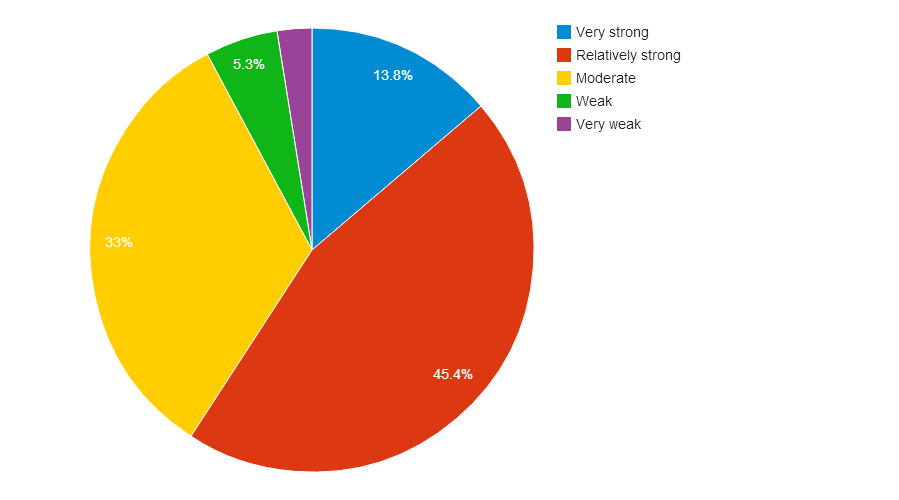 Very strong
Relatively strong
Moderate
Weak
Very weak
5.3%
13.8%
33%
45.4%